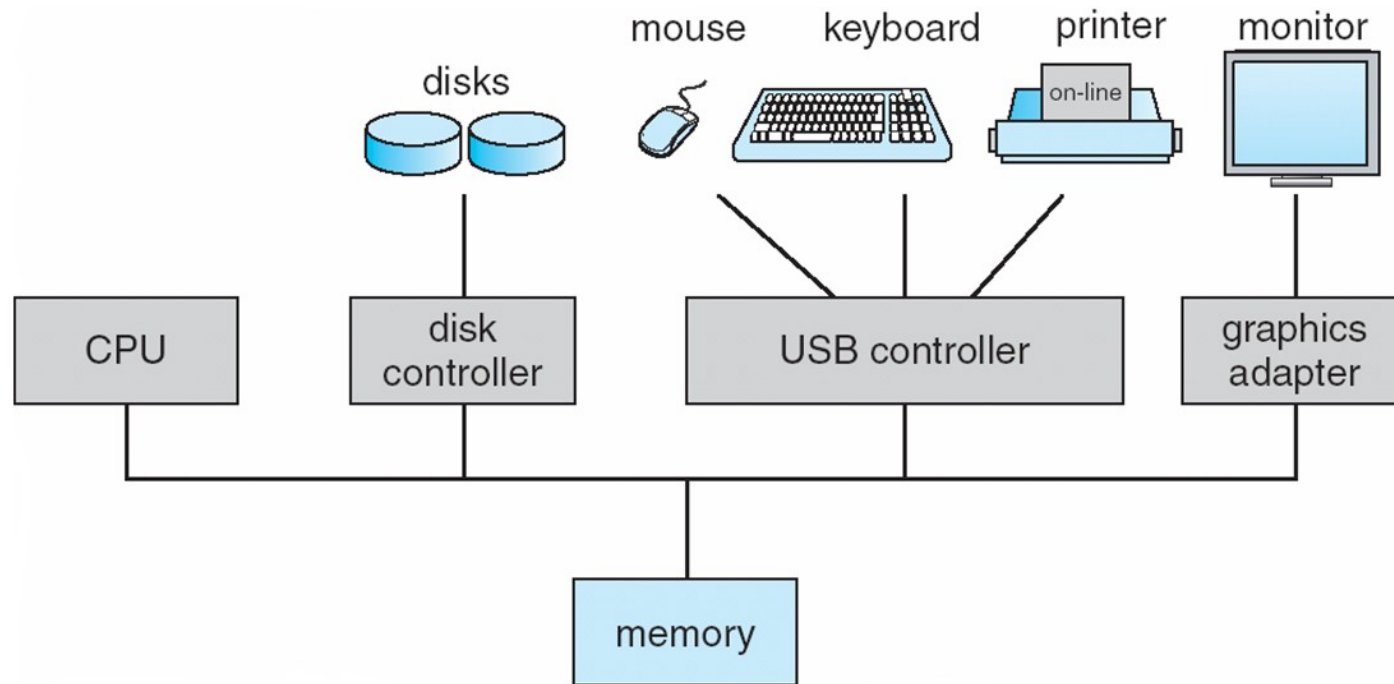 mouse
keyboard
printer
monitor
disks
on-line
CPU
disk
controller
USB controller
graphics
adapter
memory